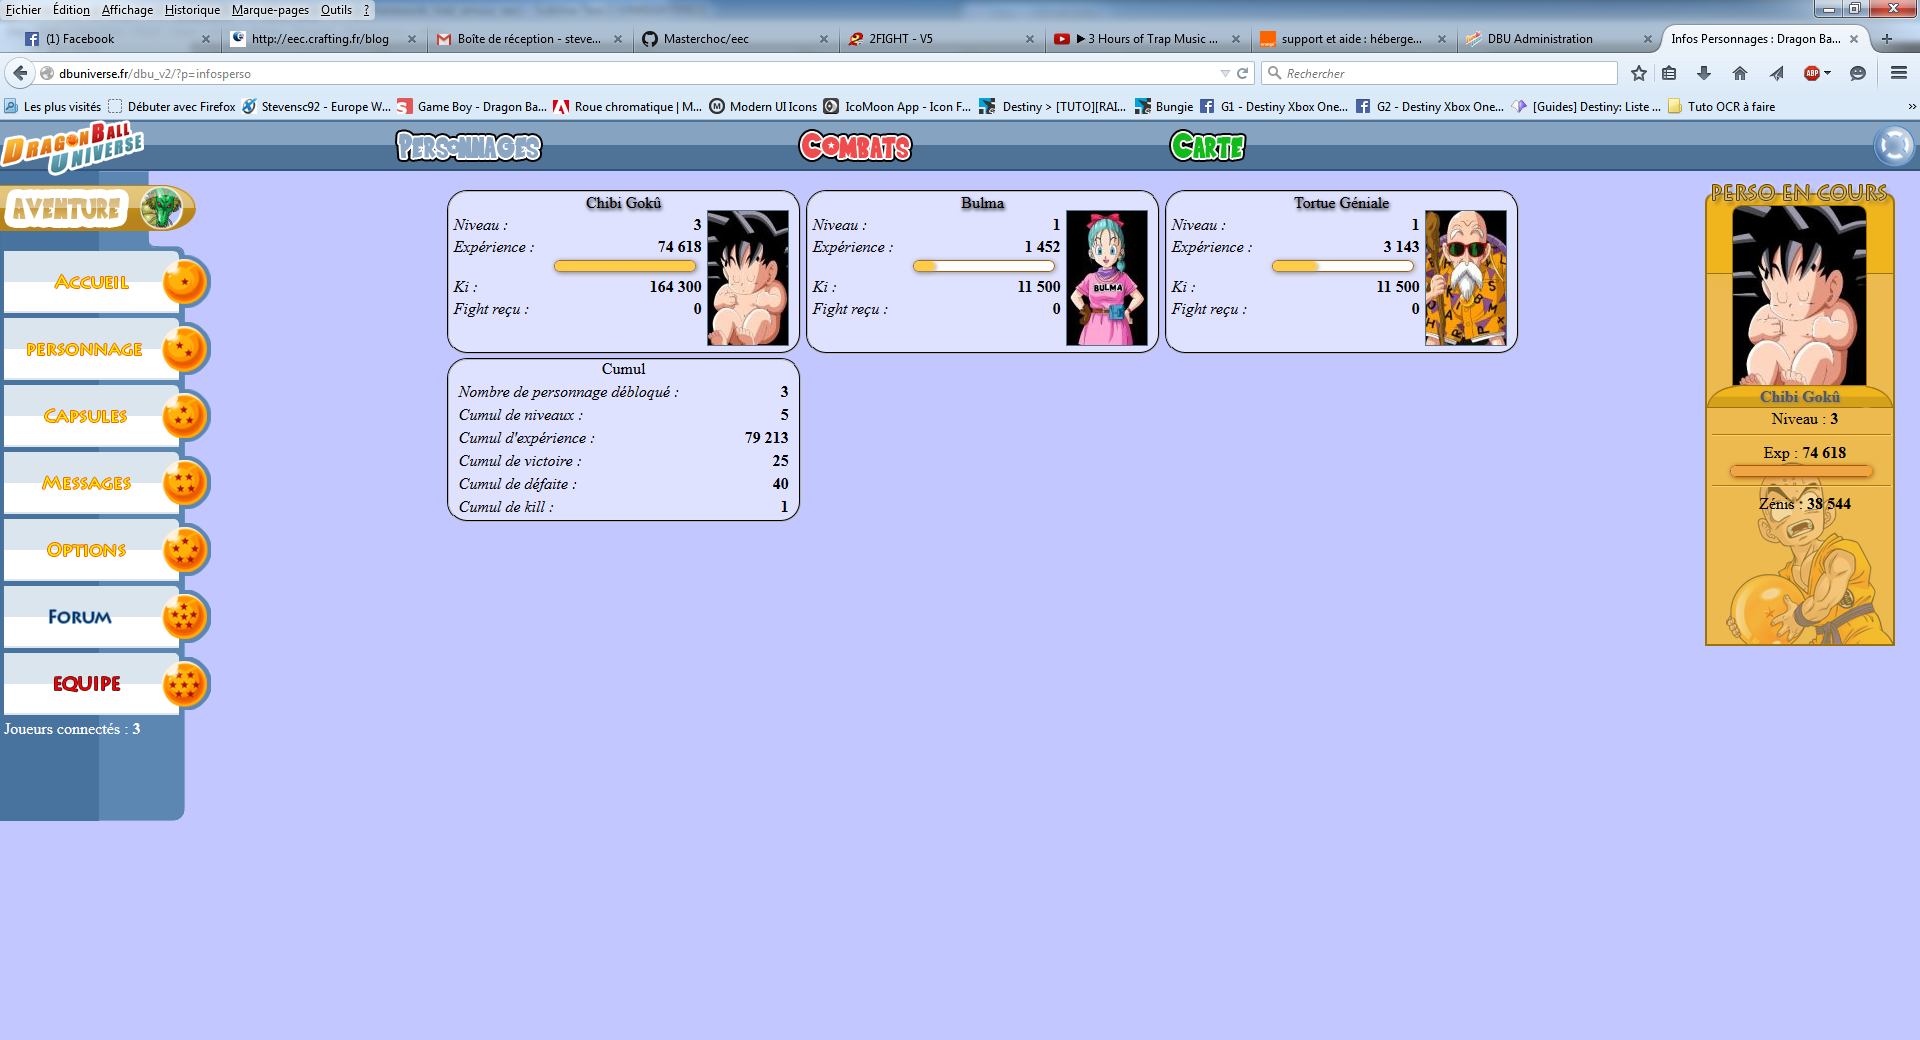 Fichier Édition Affichage Historique Marque-pages Outils ?
(1) Facebook
http://eec.crafting.fr/blog
Boîte de réception - steve...
Masterchoc/eec
2FIGHT - V5
▶ 3 Hours of Trap Music ...
support et aide : héberge...
DBU Administration
Infos Personnages : Dragon Ba...
dbuniverse.fr/dbu_v2/?p=infosperso
Rechercher
ABP
Les plus visités
Débuter avec Firefox
Stevensc92 - Europe W...
Game Boy - Dragon Ba...
Roue chromatique | M...
Modern UI Icons
IcoMoon App - Icon F...
Destiny > [TUTO][RAI...
Bungie
G1 - Destiny Xbox One...
G2 - Destiny Xbox One...
[Guides] Destiny: Liste ...
Tuto OCR à faire
»
DRAGON BALL
UNIVERSE
PERSONNAGES
COMBATS
CARTE
AVENTURE
ACCUEIL
PERSONNAGE
CAPSULES
MESSAGES
OPTIONS
FORUM
EQUIPE
Joueurs connectés : 3
Chibi Gokû
Niveau : 3
Expérience : 74 618
Ki : 164 300
Fight reçu : 0
Bulma
Niveau : 1
Expérience : 1 452
Ki : 11 500
Fight reçu : 0
BULMA
Tortue Géniale
Niveau : 1
Expérience : 3 143
Ki : 11 500
Fight reçu : 0
Cumul
Nombre de personnage débloqué : 3
Cumul de niveaux : 5
Cumul d'expérience : 79 213
Cumul de victoire : 25
Cumul de défaite : 40
Cumul de kill : 1
PERSO EN COURS
Chibi Gokû
Niveau : 3
Exp : 74 618
Zénis : 38 544